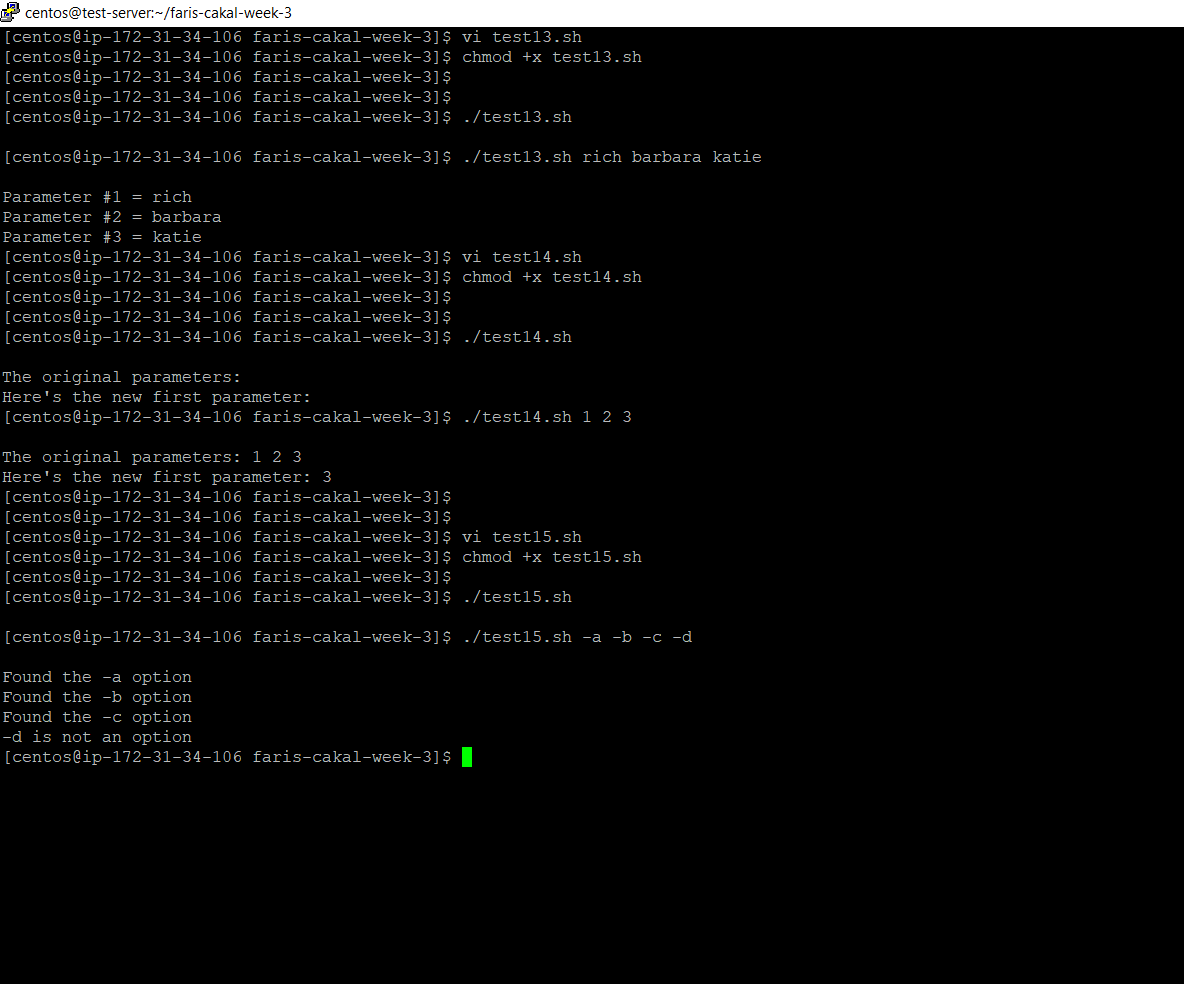 centos@test-server:~/faris-cakal-week-3
[centos@ip-172-31-34-106 faris-cakal-week-3]$ vi test13.sh
[centos@ip-172-31-34-106 faris-cakal-week-3]$ chmod +x test13.sh
[centos@ip-172-31-34-106 faris-cakal-week-3]$
[centos@ip-172-31-34-106 faris-cakal-week-3]$
[centos@ip-172-31-34-106 faris-cakal-week-3]$ ./test13.sh
[centos@ip-172-31-34-106 faris-cakal-week-3]$ ./test13.sh rich barbara katie
Parameter #1 = rich
Parameter #2 = barbara
Parameter #3 = katie
[centos@ip-172-31-34-106 faris-cakal-week-3]$ vi test14.sh
[centos@ip-172-31-34-106 faris-cakal-week-3]$ chmod +x test14.sh
[centos@ip-172-31-34-106 faris-cakal-week-3]$
[centos@ip-172-31-34-106 faris-cakal-week-3]$
[centos@ip-172-31-34-106 faris-cakal-week-3]$ ./test14.sh
The original parameters:
Here's the new first parameter:
[centos@ip-172-31-34-106 faris-cakal-week-3]$ ./test14.sh 1 2 3
The original parameters: 1 2 3
Here's the new first parameter: 3
[centos@ip-172-31-34-106 faris-cakal-week-3]$
[centos@ip-172-31-34-106 faris-cakal-week-3]$
[centos@ip-172-31-34-106 faris-cakal-week-3]$ vi test15.sh
[centos@ip-172-31-34-106 faris-cakal-week-3]$ chmod +x test15.sh
[centos@ip-172-31-34-106 faris-cakal-week-3]$
[centos@ip-172-31-34-106 faris-cakal-week-3]$ ./test15.sh
[centos@ip-172-31-34-106 faris-cakal-week-3]$ ./test15.sh -a -b -c -d
Found the -a option
Found the -b option
Found the -c option
-d is not an option
[centos@ip-172-31-34-106 faris-cakal-week-3]$